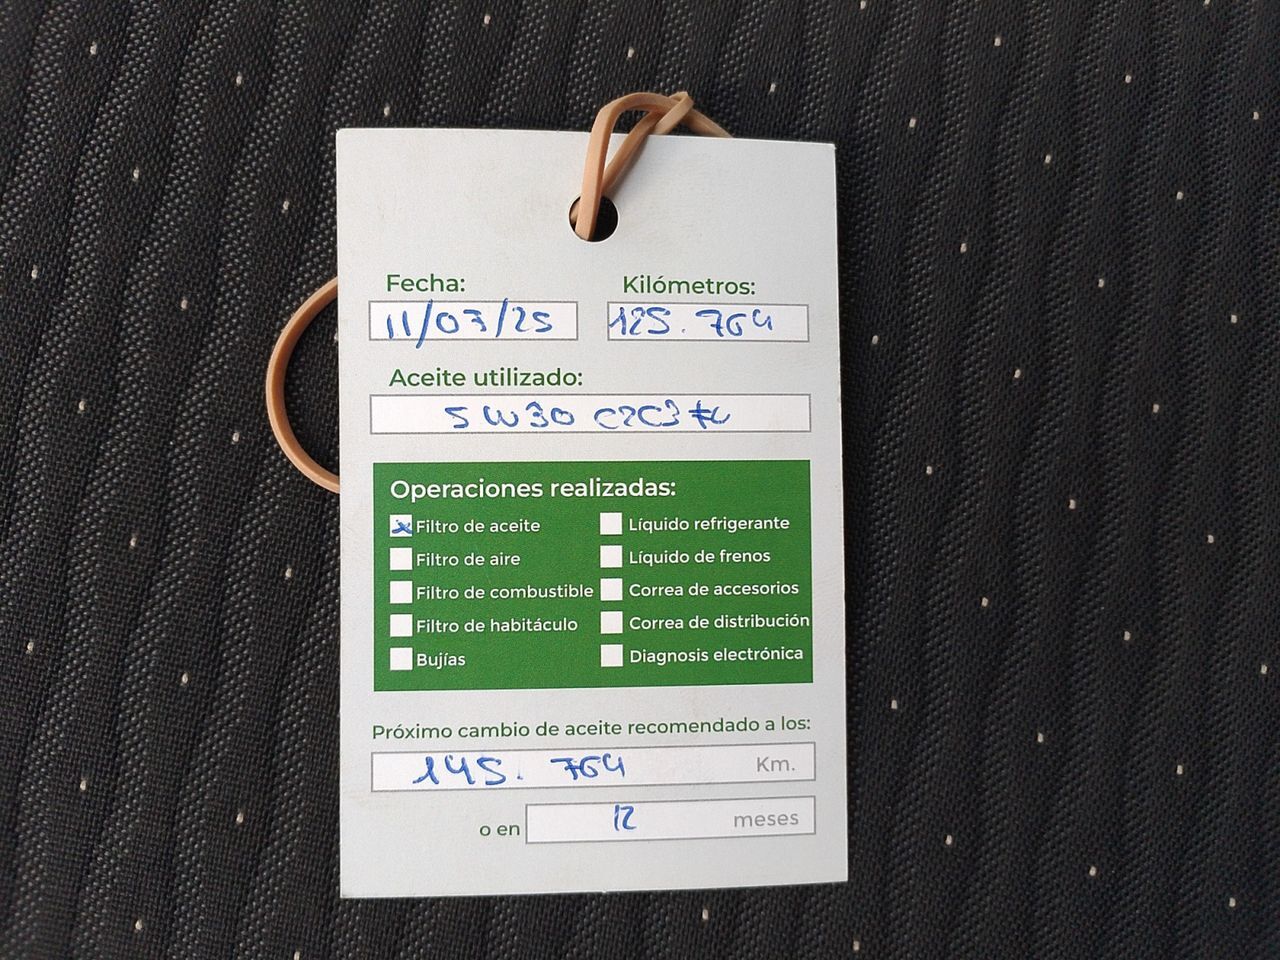 Fecha: Kilómetros:
11/03/25 125.764
Aceite utilizado:
5W30 C2C3
Operaciones realizadas:
Filtro de aceite Líquido refrigerante
Filtro de aire Líquido de frenos
Filtro de combustible Correa de accesorios
Filtro de habitáculo Correa de distribución
Bujías Diagnosis electrónica
Próximo cambio de aceite recomendado a los:
145.764 Km.
o en 12 meses